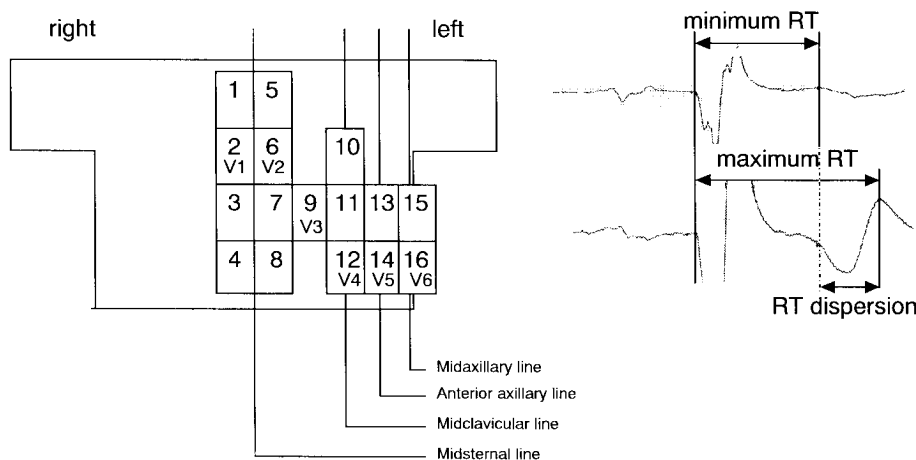 right
left
1 5
2 6 10
V1 V2
3 7 9 11 13 15
V3
4 8 12 14 16
V4 V5 V6
Midaxillary line
Anterior axillary line
Midclavicular line
Midsternal line
minimum RT
maximum RT
RT dispersion